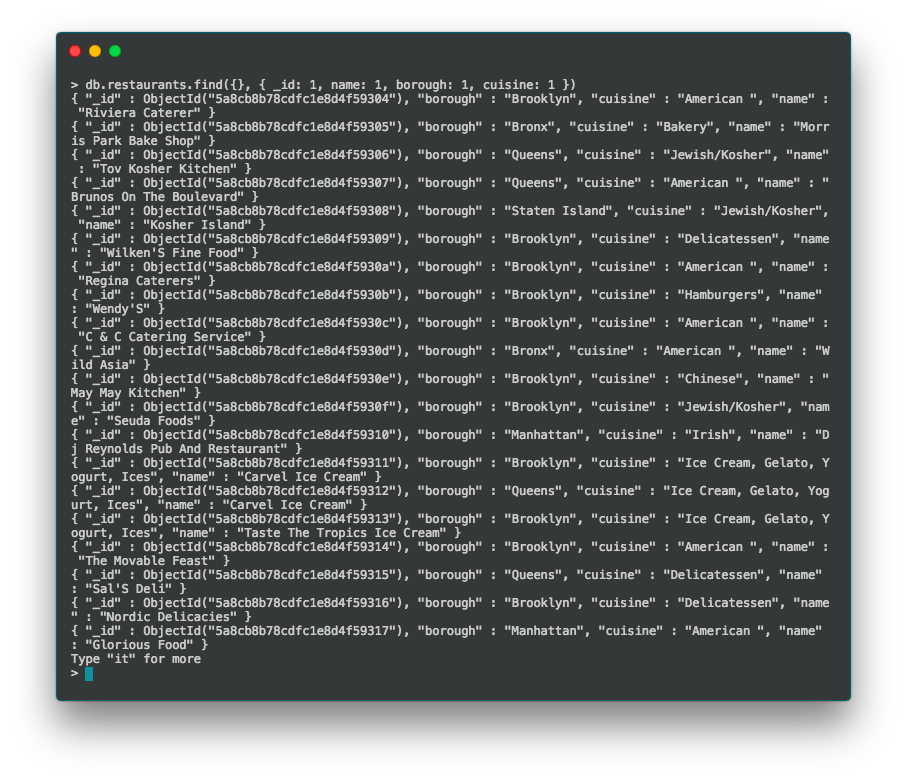 > db.restaurants.find({}, { _id: 1, name: 1, borough: 1, cuisine: 1 })
{ "_id" : ObjectId("5a8cb8b78cdfc1e8d4f59304"), "borough" : "Brooklyn", "cuisine" : "American ", "name" :
 "Riviera Caterer" }
{ "_id" : ObjectId("5a8cb8b78cdfc1e8d4f59305"), "borough" : "Bronx", "cuisine" : "Bakery", "name" : "Morr
is Park Bake Shop" }
{ "_id" : ObjectId("5a8cb8b78cdfc1e8d4f59306"), "borough" : "Queens", "cuisine" : "Jewish/Kosher", "name"
 : "Tov Kosher Kitchen" }
{ "_id" : ObjectId("5a8cb8b78cdfc1e8d4f59307"), "borough" : "Queens", "cuisine" : "American ", "name" : "
Brunos On The Boulevard" }
{ "_id" : ObjectId("5a8cb8b78cdfc1e8d4f59308"), "borough" : "Staten Island", "cuisine" : "Jewish/Kosher",
 "name" : "Kosher Island" }
{ "_id" : ObjectId("5a8cb8b78cdfc1e8d4f59309"), "borough" : "Brooklyn", "cuisine" : "Delicatessen", "name
" : "Wilken'S Fine Food" }
{ "_id" : ObjectId("5a8cb8b78cdfc1e8d4f5930a"), "borough" : "Brooklyn", "cuisine" : "American ", "name" :
 "Regina Caterers" }
{ "_id" : ObjectId("5a8cb8b78cdfc1e8d4f5930b"), "borough" : "Brooklyn", "cuisine" : "Hamburgers", "name"
: "Wendy'S" }
{ "_id" : ObjectId("5a8cb8b78cdfc1e8d4f5930c"), "borough" : "Brooklyn", "cuisine" : "American ", "name" :
 "C & C Catering Service" }
{ "_id" : ObjectId("5a8cb8b78cdfc1e8d4f5930d"), "borough" : "Bronx", "cuisine" : "American ", "name" : "W
ild Asia" }
{ "_id" : ObjectId("5a8cb8b78cdfc1e8d4f5930e"), "borough" : "Brooklyn", "cuisine" : "Chinese", "name" : "
May May Kitchen" }
{ "_id" : ObjectId("5a8cb8b78cdfc1e8d4f5930f"), "borough" : "Brooklyn", "cuisine" : "Jewish/Kosher", "nam
e" : "Seuda Foods" }
{ "_id" : ObjectId("5a8cb8b78cdfc1e8d4f59310"), "borough" : "Manhattan", "cuisine" : "Irish", "name" : "D
j Reynolds Pub And Restaurant" }
{ "_id" : ObjectId("5a8cb8b78cdfc1e8d4f59311"), "borough" : "Brooklyn", "cuisine" : "Ice Cream, Gelato, Y
ogurt, Ices", "name" : "Carvel Ice Cream" }
{ "_id" : ObjectId("5a8cb8b78cdfc1e8d4f59312"), "borough" : "Queens", "cuisine" : "Ice Cream, Gelato, Yog
urt, Ices", "name" : "Carvel Ice Cream" }
{ "_id" : ObjectId("5a8cb8b78cdfc1e8d4f59313"), "borough" : "Brooklyn", "cuisine" : "Ice Cream, Gelato, Y
ogurt, Ices", "name" : "Taste The Tropics Ice Cream" }
{ "_id" : ObjectId("5a8cb8b78cdfc1e8d4f59314"), "borough" : "Brooklyn", "cuisine" : "American ", "name" :
 "The Movable Feast" }
{ "_id" : ObjectId("5a8cb8b78cdfc1e8d4f59315"), "borough" : "Queens", "cuisine" : "Delicatessen", "name"
: "Sal'S Deli" }
{ "_id" : ObjectId("5a8cb8b78cdfc1e8d4f59316"), "borough" : "Brooklyn", "cuisine" : "Delicatessen", "name
" : "Nordic Delicacies" }
{ "_id" : ObjectId("5a8cb8b78cdfc1e8d4f59317"), "borough" : "Manhattan", "cuisine" : "American ", "name"
: "Glorious Food" }
Type "it" for more
>